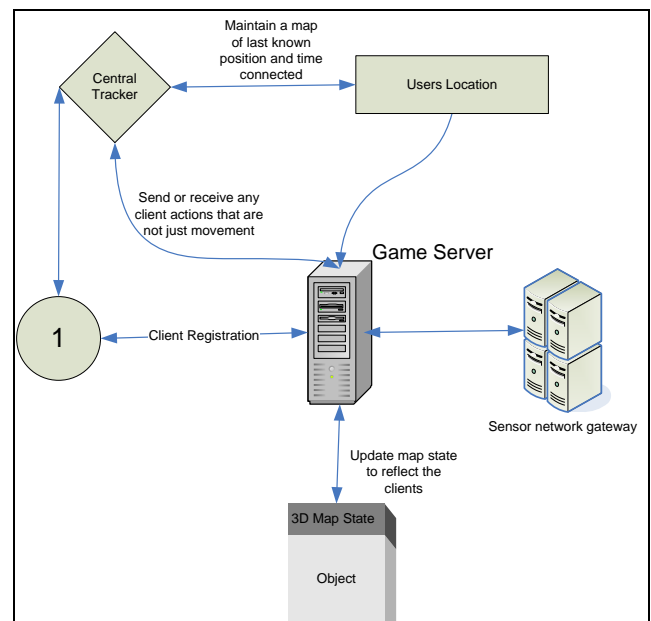 Maintain a map
of last known
position and time
connected
Central
Tracker
Users Location
Send or receive any
client actions that are
not just movement
Game Server
1
Client Registration
Sensor network gateway
Update map state
to reflect the
clients
3D Map State
Object